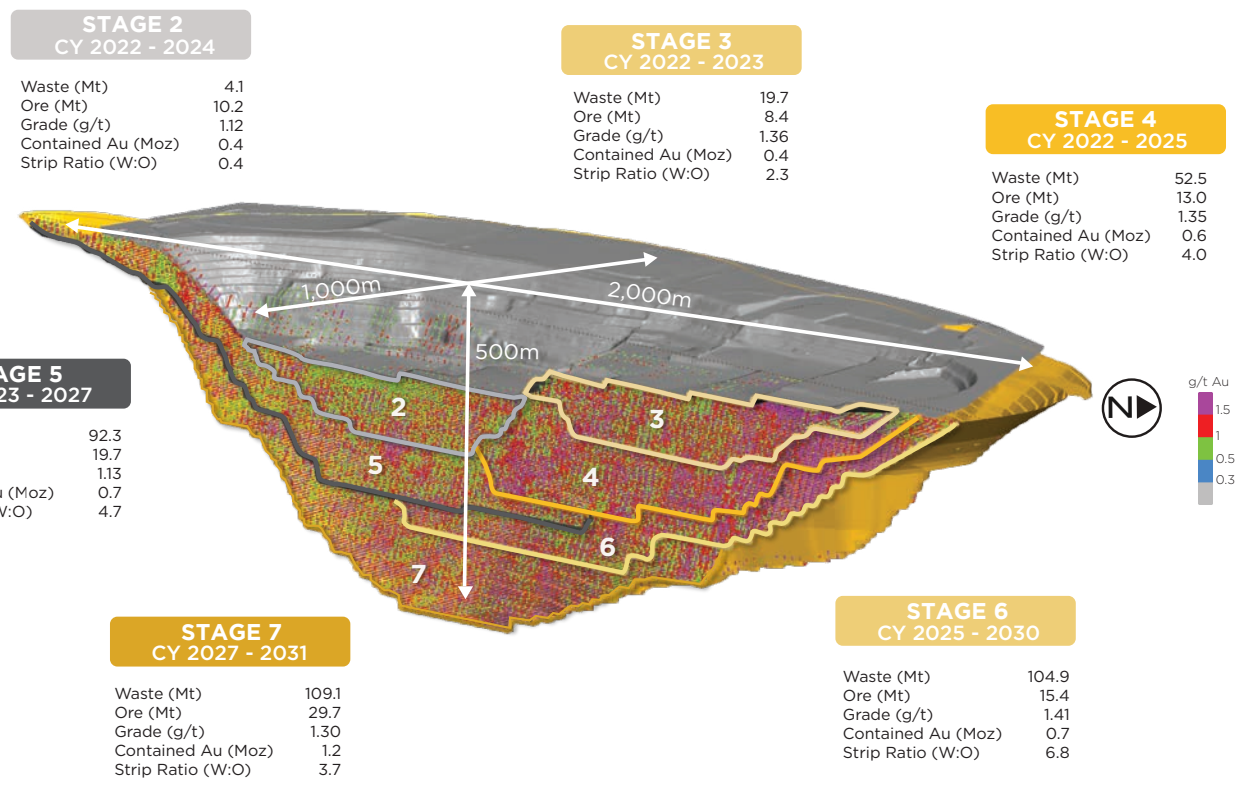 STAGE 2
CY 2022 - 2024
Waste (Mt) 4.1
Ore (Mt) 10.2
Grade (g/t) 1.12
Contained Au (Moz) 0.4
Strip Ratio (W:O) 0.4
STAGE 3
CY 2022 - 2023
Waste (Mt) 19.7
Ore (Mt) 8.4
Grade (g/t) 1.36
Contained Au (Moz) 0.4
Strip Ratio (W:O) 2.3
STAGE 4
CY 2022 - 2025
Waste (Mt) 52.5
Ore (Mt) 13.0
Grade (g/t) 1.35
Contained Au (Moz) 0.6
Strip Ratio (W:O) 4.0
1,000m
2,000m
500m
AGE 5
23 - 2027
92.3
19.7
1.13
(Moz) 0.7
:O) 4.7
2
3
5
4
6
7
N
g/t Au
1.5
1
0.5
0.3
STAGE 7
CY 2027 - 2031
Waste (Mt) 109.1
Ore (Mt) 29.7
Grade (g/t) 1.30
Contained Au (Moz) 1.2
Strip Ratio (W:O) 3.7
STAGE 6
CY 2025 - 2030
Waste (Mt) 104.9
Ore (Mt) 15.4
Grade (g/t) 1.41
Contained Au (Moz) 0.7
Strip Ratio (W:O) 6.8